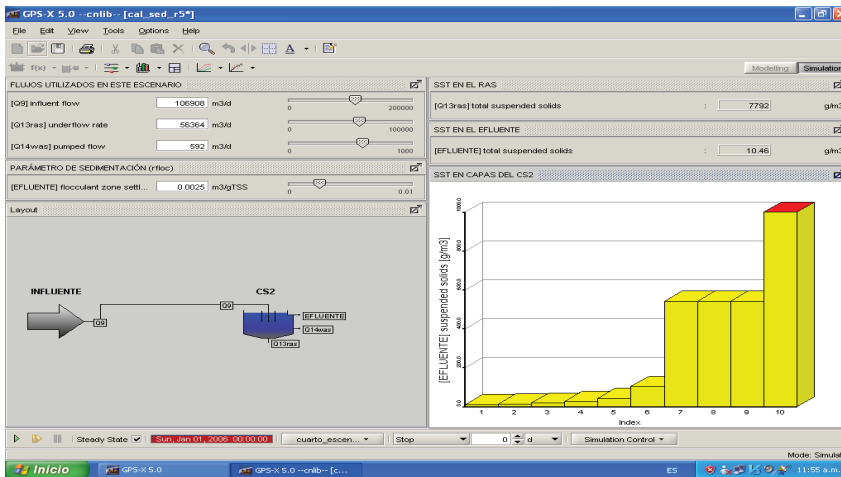 GPS-X 5.0 --cnlib-- [cal_sed_r5*]
File Edit View Tools Options Help
f(x)
Modelling Simulation
FLUJOS UTILIZADOS EN ESTE ESCENARIO
[Q9] influent flow 106908 m3/d
0 200000
[Q13ras] underflow rate 56364 m3/d
0 100000
[Q14was] pumped flow 592 m3/d
0 1000
PARÁMETRO DE SEDIMENTACIÓN (rfloc)
[EFLUENTE] flocculant zone settl... 0.0025 m3/gTSS
0 0.01
Layout
INFLUENTE
Q9
Q9
CS2
EFLUENTE
Q14was
Q13ras
SST EN EL RAS
[Q13ras] total suspended solids : 7792 g/m3
SST EN EL EFLUENTE
[EFLUENTE] total suspended solids : 10.46 g/m
SST EN CAPAS DEL CS2
[EFLUENTE] suspended solids [g/m3]
1 2 3 4 5 6 7 8 9 10
Index
Steady State Sun, Jan 01, 2006 00:00:00 cuarto_escen... Stop 0 d Simulation Control
Mode: Simulat
Inicio GPS-X 5.0 GPS-X 5.0 --cnlib-- [c... ES 11:55 a.m.